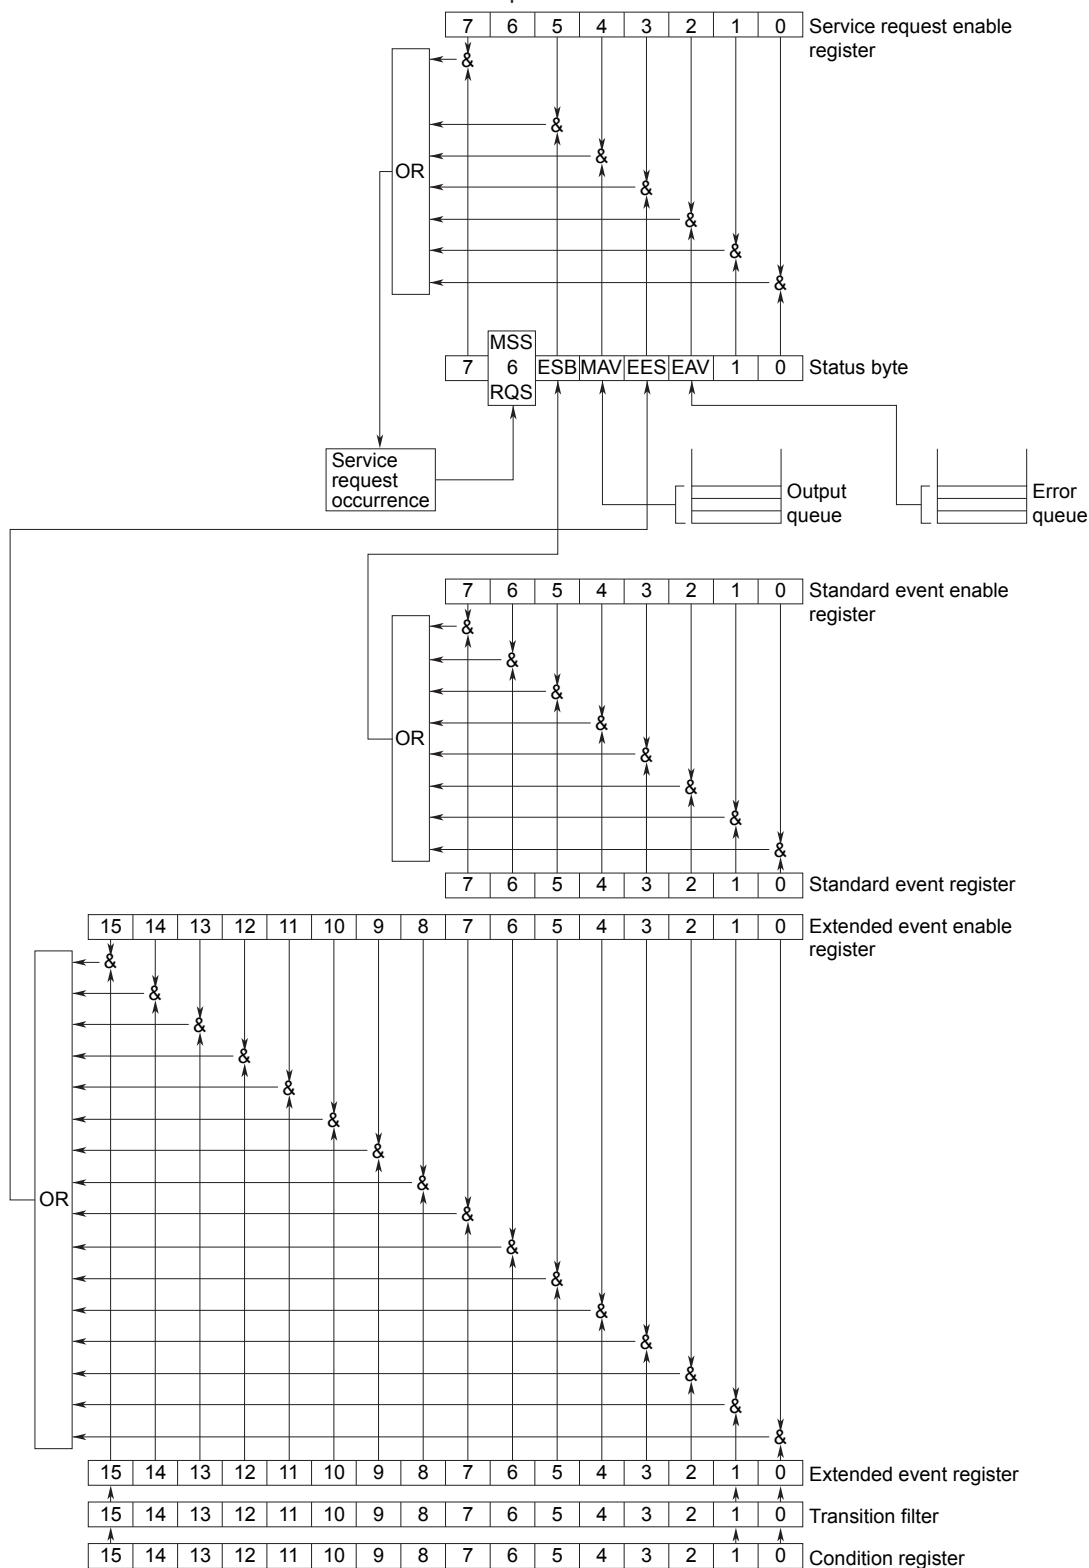 7 6 5 4 3 2 1 0 Service request enable
register
&
&
&
OR
&
&
&
&
MSS
7 6 ESB MAV EES EAV 1 0 Status byte
RQS
Service
request
occurrence
Output
queue
Error
queue
7 6 5 4 3 2 1 0 Standard event enable
register
&
&
&
&
OR
&
&
&
&
7 6 5 4 3 2 1 0 Standard event register
15 14 13 12 11 10 9 8 7 6 5 4 3 2 1 0 Extended event enable
register
&
&
&
&
&
&
&
&
OR
&
&
&
&
&
&
&
&
15 14 13 12 11 10 9 8 7 6 5 4 3 2 1 0 Extended event register
15 14 13 12 11 10 9 8 7 6 5 4 3 2 1 0 Transition filter
15 14 13 12 11 10 9 8 7 6 5 4 3 2 1 0 Condition register